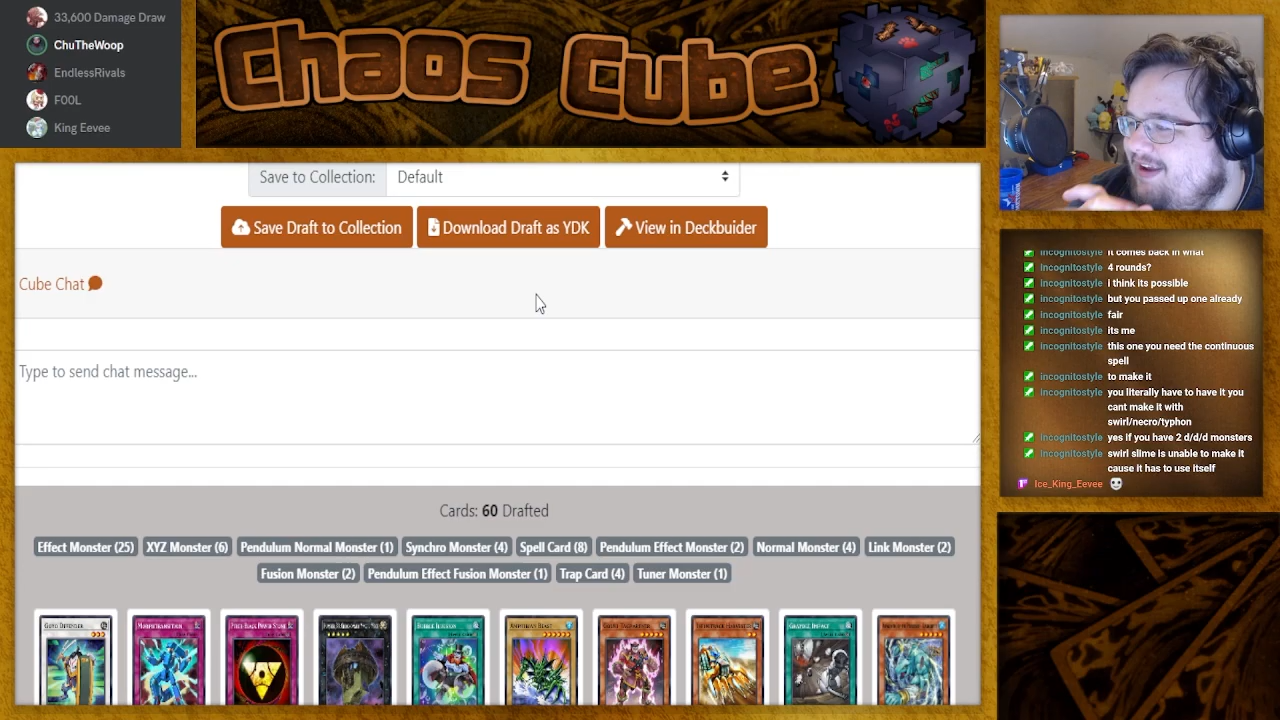 33,600 Damage Draw
ChuTheWoop
EndlessRivals
F00L
King Eevee
Chaos Cube
Save to Collection: Default
Save Draft to Collection Download Draft as YDK View in Deckbuider
Cube Chat
Type to send chat message...
Cards: 60 Drafted
Effect Monster (25) XYZ Monster (6) Pendulum Normal Monster (1) Synchro Monster (4) Spell Card (8) Pendulum Effect Monster (2) Normal Monster (4) Link Monster (2)
Fusion Monster (2) Pendulum Effect Fusion Monster (1) Trap Card (4) Tuner Monster (1)
incognitostyle it comes back in what
incognitostyle 4 rounds?
incognitostyle i think its possible
incognitostyle but you passed up one already
incognitostyle fair
incognitostyle its me
incognitostyle this one you need the continuous
spell
incognitostyle to make it
incognitostyle you literally have to have it you
cant make it with
swirl/necro/typhon
incognitostyle yes if you have 2 d/d/d monsters
incognitostyle swirl slime is unable to make it
cause it has to use itself
Ice_King_Eevee